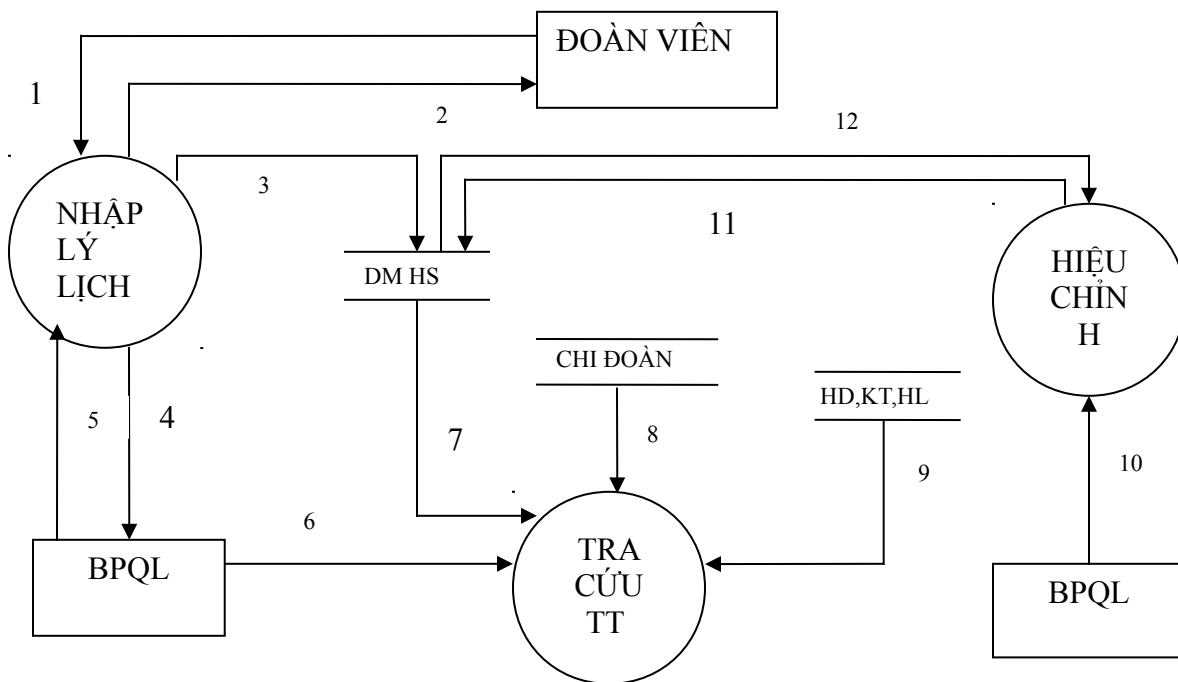 ĐOÀN VIÊN
1
2
12
3
NHẬP
LÝ
LỊCH
11
DM HS
HIỆU
CHỈN
H
CHI ĐOÀN
HD,KT,HL
5
4
7
8
9
10
6
BPQL
TRA
CỨU
TT
BPQL